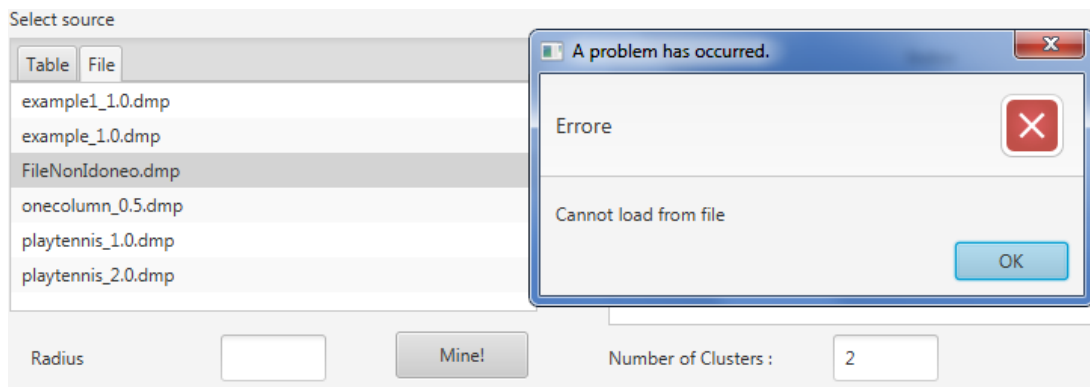 Select source
Table File
example1_1.0.dmp
example_1.0.dmp
FileNonIdoneo.dmp
onecolumn_0.5.dmp
playtennis_1.0.dmp
playtennis_2.0.dmp
Radius
Mine!
Number of Clusters :
2
A problem has occurred.
Errore
Cannot load from file
OK